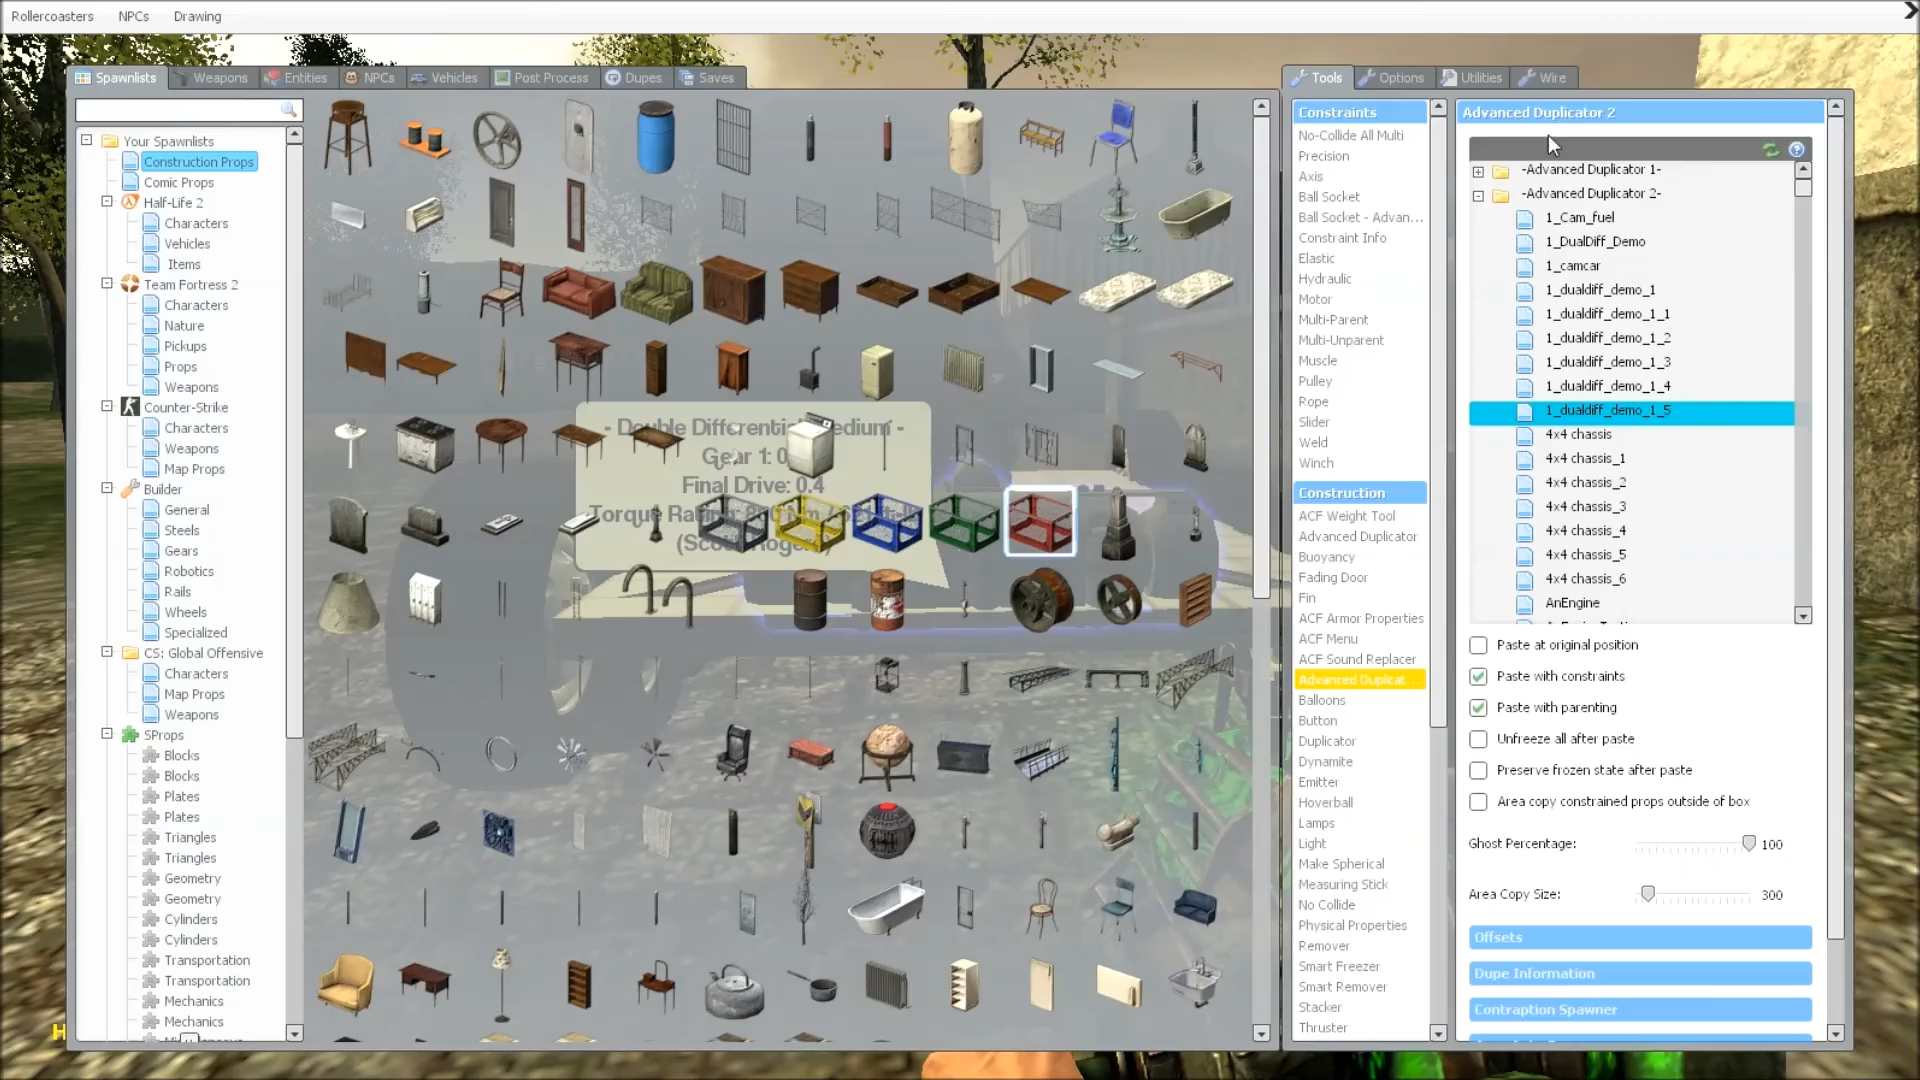 Rollercoasters NPCs Drawing
Spawnlists Weapons Entities NPCs Vehicles Post Process Dupes Saves
Your Spawnlists
Construction Props
Comic Props
Half-Life 2
Characters
Vehicles
Items
Team Fortress 2
Characters
Nature
Pickups
Props
Weapons
Counter-Strike
Characters
Weapons
Map Props
Builder
General
Steels
Gears
Robotics
Rails
Wheels
Specialized
CS: Global Offensive
Characters
Map Props
Weapons
SProps
Blocks
Blocks
Plates
Plates
Triangles
Triangles
Geometry
Geometry
Cylinders
Cylinders
Transportation
Transportation
Mechanics
Mechanics
- Double Differential
Gear 1:
Final Drive: 0.4
Torque Rating:
Tools Options Utilities Wire
Constraints
No-Collide All Multi
Precision
Axis
Ball Socket
Ball Socket - Advan...
Constraint Info
Elastic
Hydraulic
Motor
Multi-Parent
Multi-Unparent
Muscle
Pulley
Rope
Slider
Weld
Winch
Construction
ACF Weight Tool
Advanced Duplicator
Buoyancy
Fading Door
Fin
ACF Armor Properties
ACF Menu
ACF Sound Replacer
Advanced Duplicat...
Balloons
Button
Duplicator
Dynamite
Emitter
Hoverball
Lamps
Light
Make Spherical
Measuring Stick
No Collide
Physical Properties
Remover
Smart Freezer
Smart Remover
Stacker
Thruster
Advanced Duplicator 2
-Advanced Duplicator 1-
-Advanced Duplicator 2-
1_Cam_fuel
1_DualDiff_Demo
1_camcar
1_dualdiff_demo_1
1_dualdiff_demo_1_1
1_dualdiff_demo_1_2
1_dualdiff_demo_1_3
1_dualdiff_demo_1_4
1_dualdiff_demo_1_5
4x4 chassis
4x4 chassis_1
4x4 chassis_2
4x4 chassis_3
4x4 chassis_4
4x4 chassis_5
4x4 chassis_6
AnEngine
Paste at original position
Paste with constraints
Paste with parenting
Unfreeze all after paste
Preserve frozen state after paste
Area copy constrained props outside of box
Ghost Percentage: 100
Area Copy Size: 300
Offsets
Dupe Information
Contraption Spawner